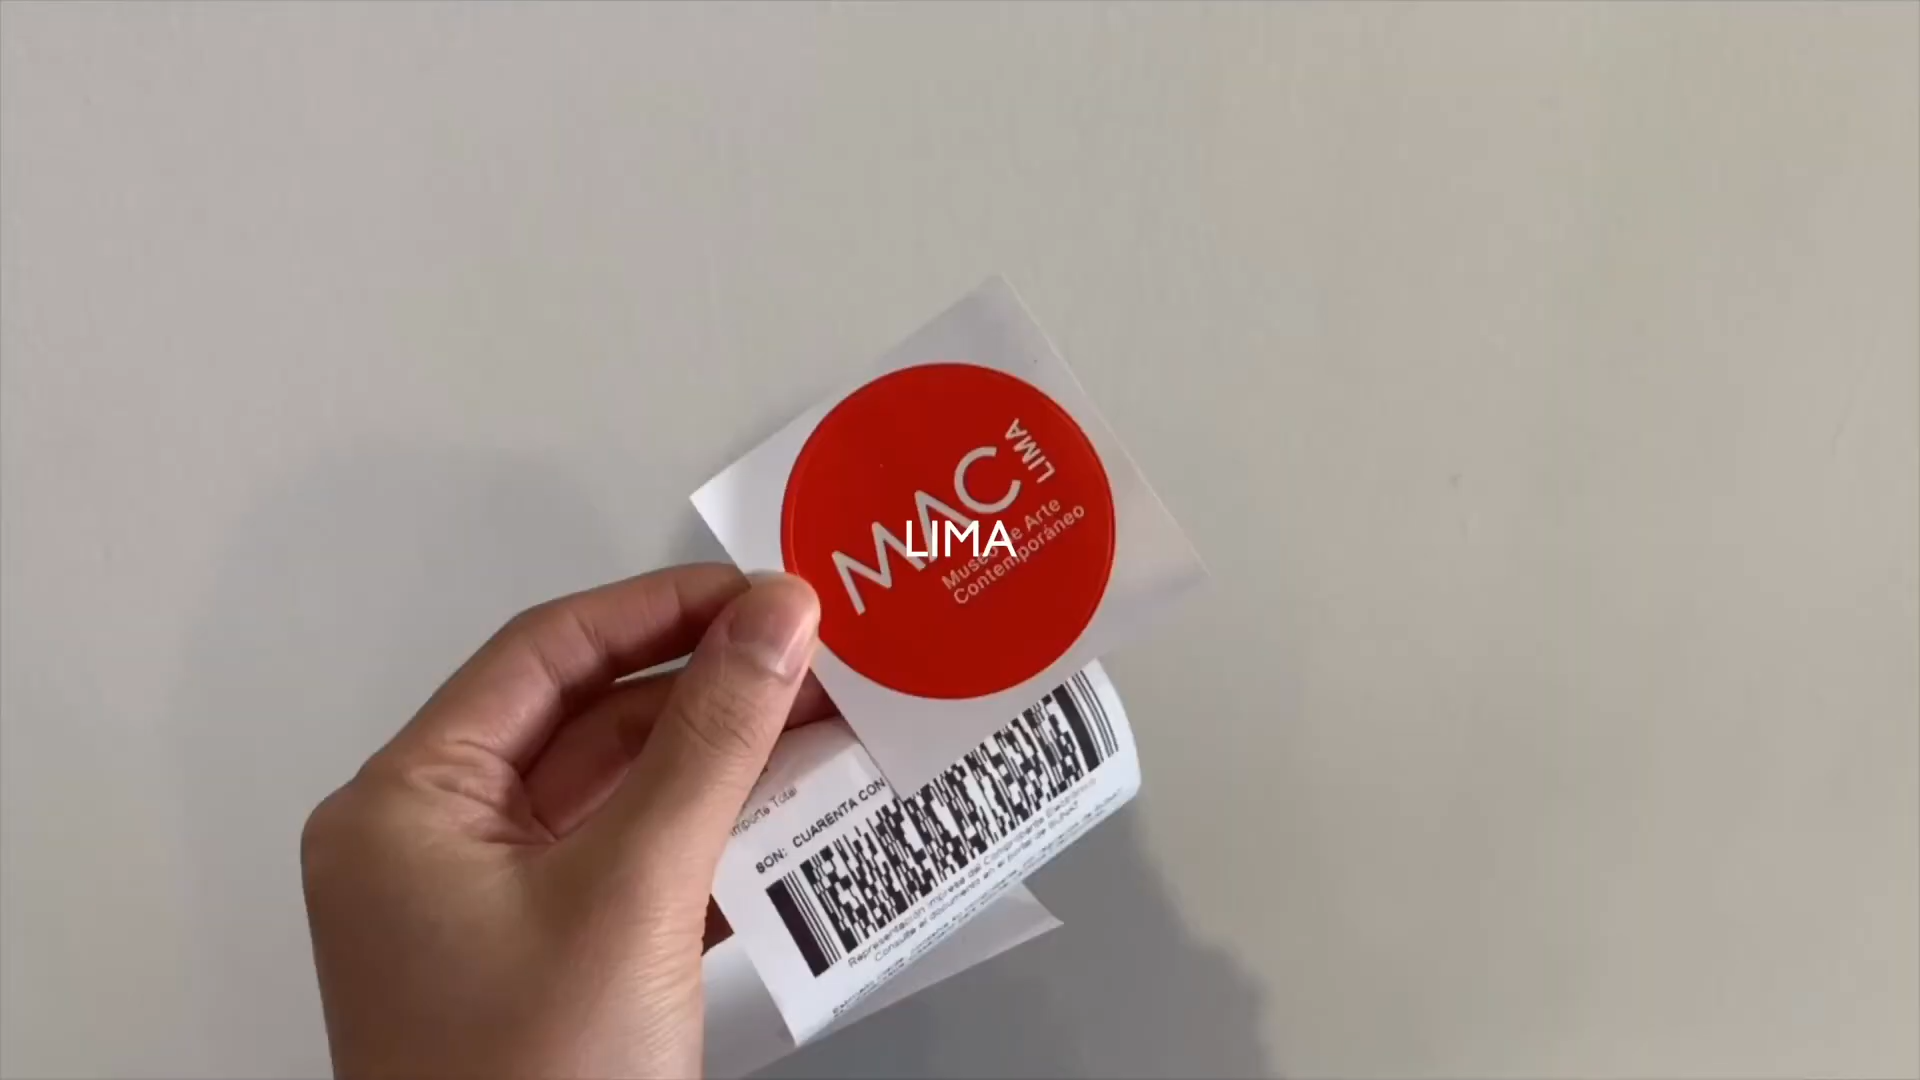 MAC LIMA
Museo de Arte
Contemporáneo
LIMA
Importe Total
SON: CUARENTA CON
Representación impresa del Comprobante Electrónico
Consulte el documento en el portal de SUNAT